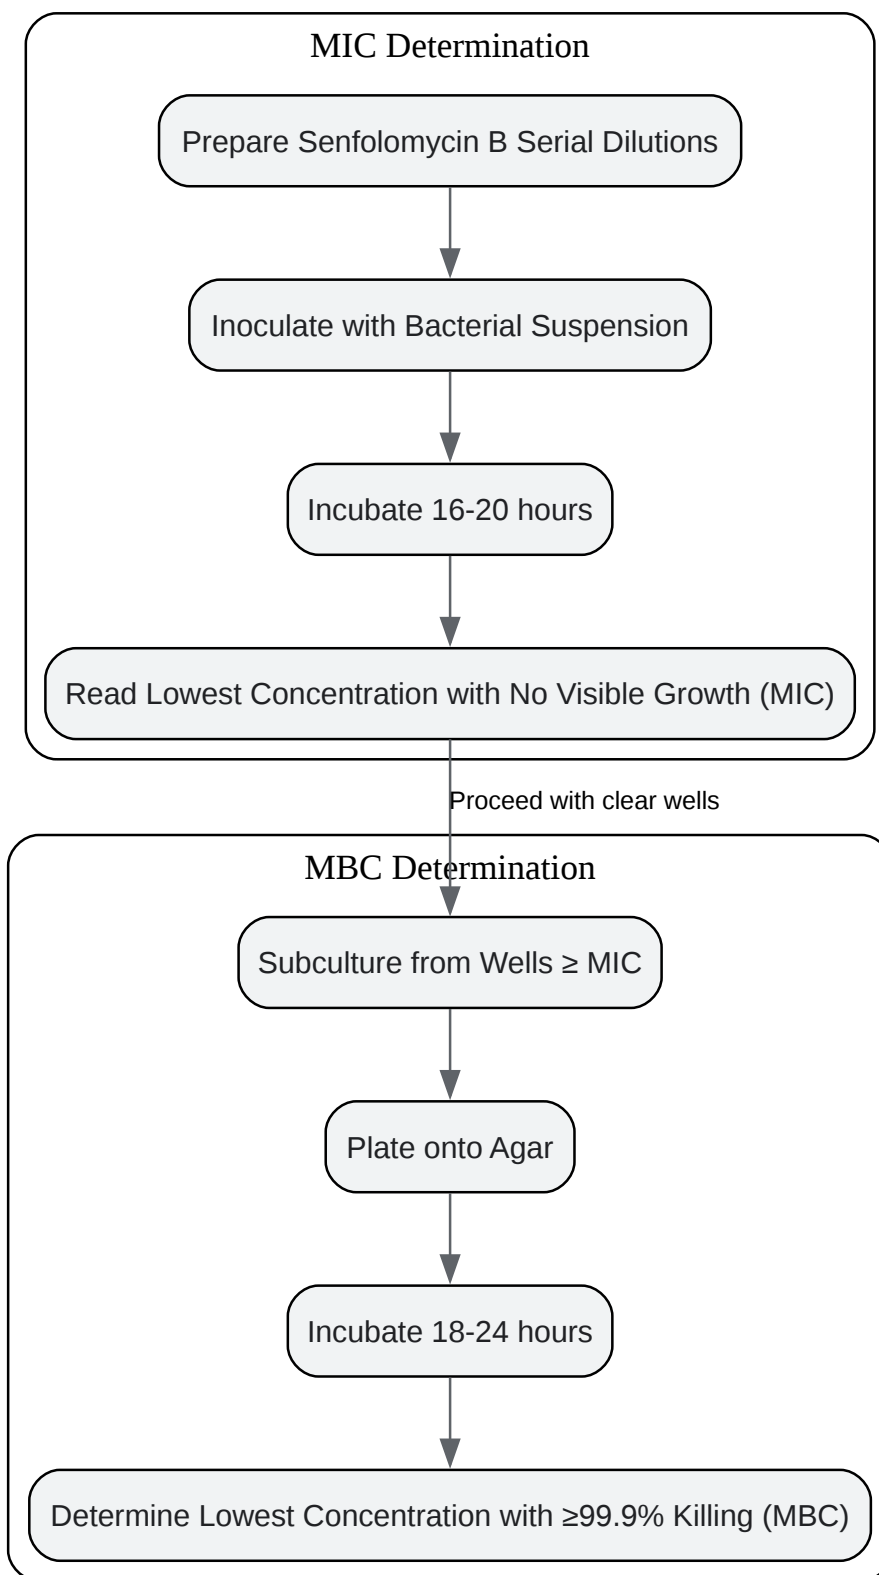 MIC Determination
Prepare Senfolomycin B Serial Dilutions
Inoculate with Bacterial Suspension
Incubate 16-20 hours
Read Lowest Concentration with No Visible Growth (MIC)
Proceed with clear wells
MBC Determination
Subculture from Wells ≥ MIC
Plate onto Agar
Incubate 18-24 hours
Determine Lowest Concentration with ≥99.9% Killing (MBC)